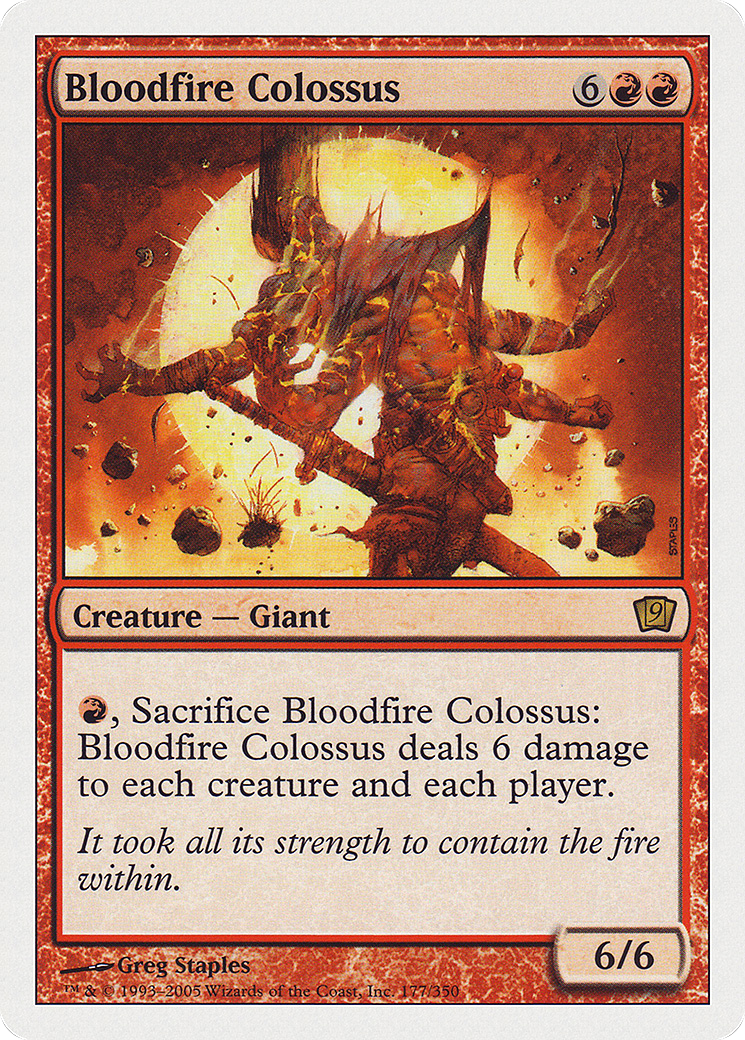 Bloodfire Colossus 6
STAPLES
Creature — Giant 9
, Sacrifice Bloodfire Colossus:
Bloodfire Colossus deals 6 damage
to each creature and each player.
It took all its strength to contain the fire
within.
6/6
Greg Staples
™ & © 1993–2005 Wizards of the Coast, Inc. 177/350